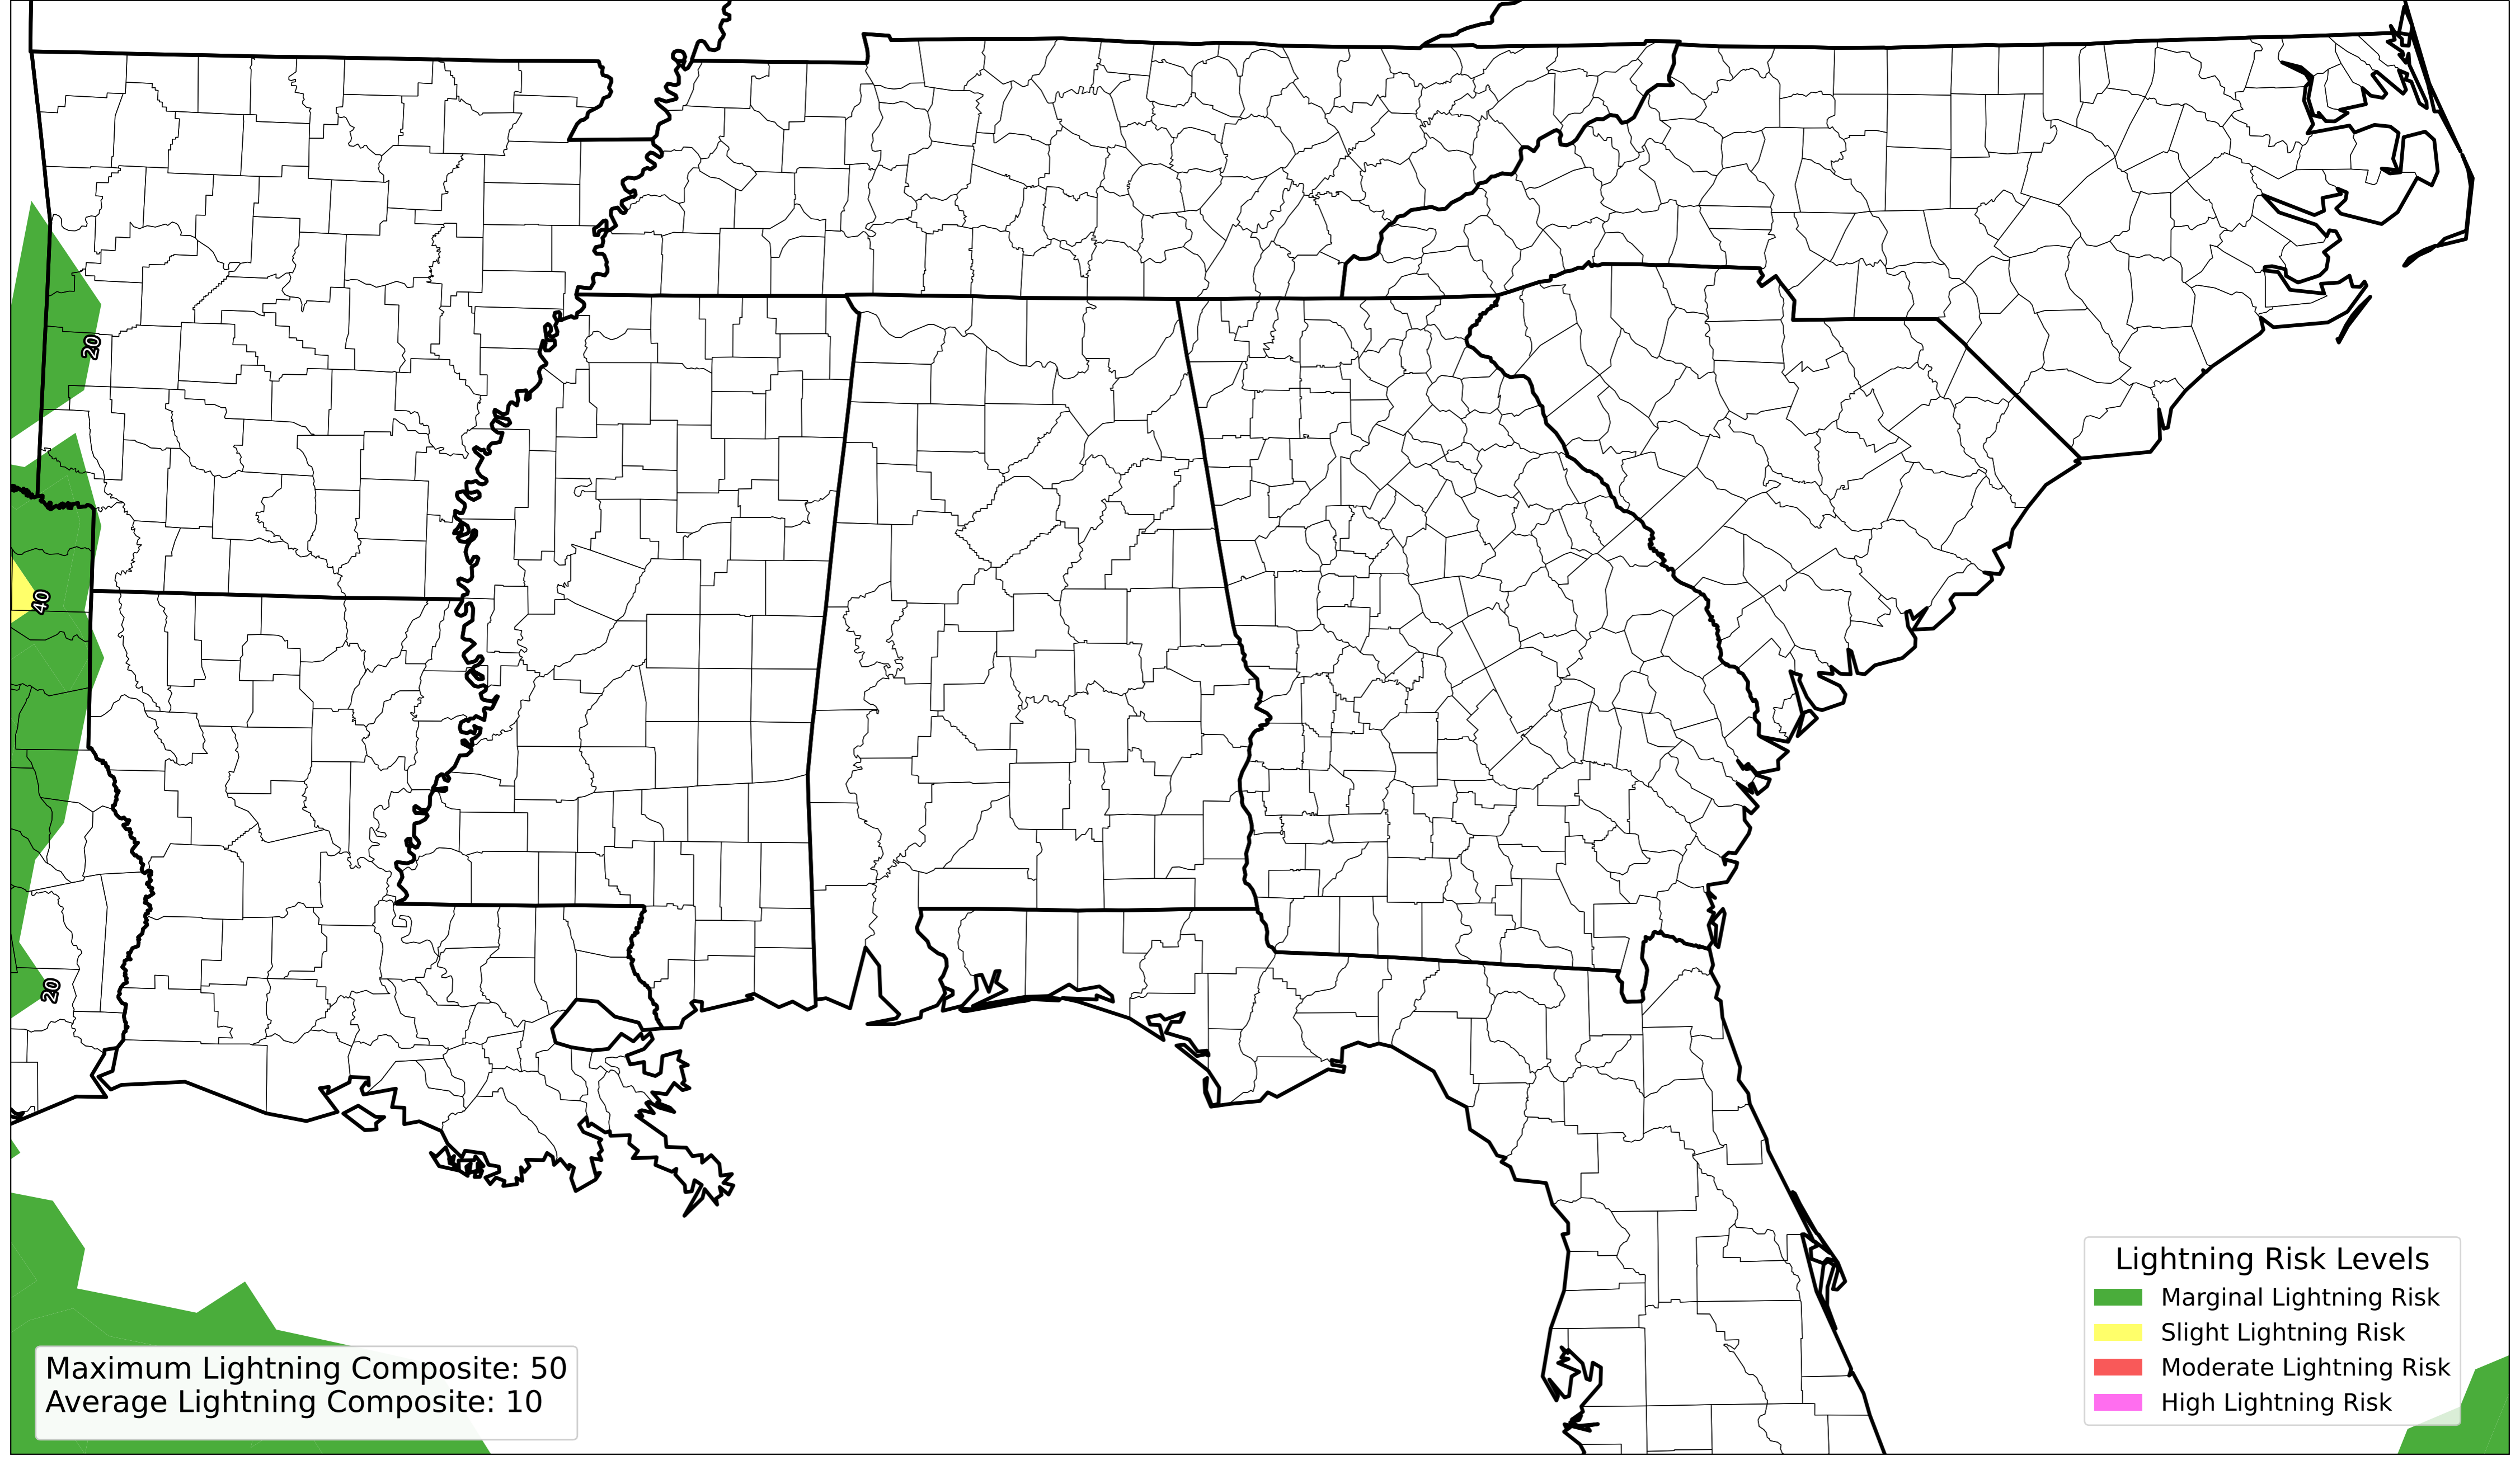 20
40
20
Maximum Lightning Composite: 50
Average Lightning Composite: 10
Lightning Risk Levels
Marginal Lightning Risk
Slight Lightning Risk
Moderate Lightning Risk
High Lightning Risk